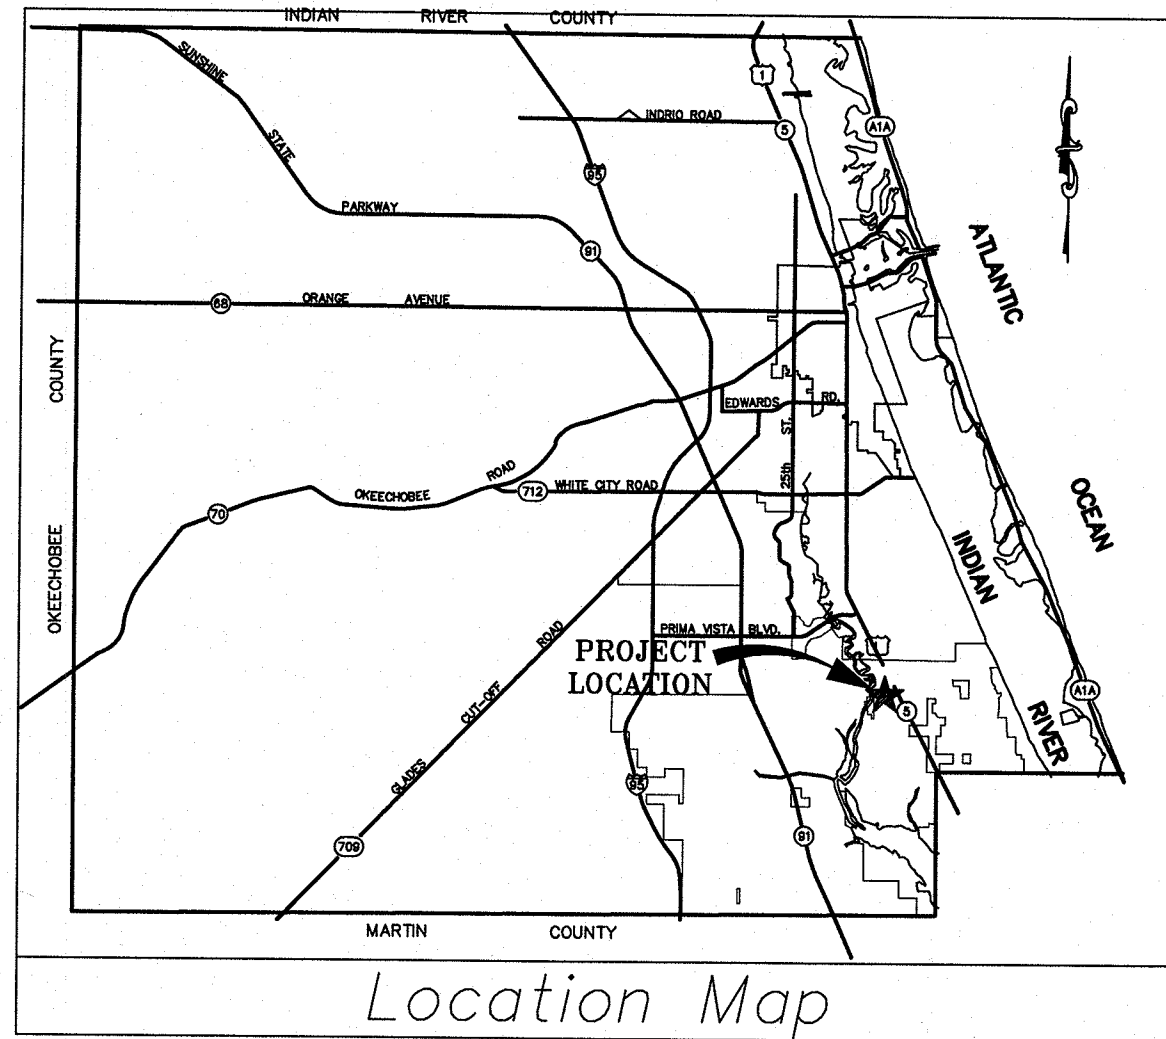 INDIAN RIVER COUNTY
SUNSHINE
STATE
PARKWAY
1
INDRIO ROAD
5
A1A
95
91
ATLANTIC
OCEAN
68
ORANGE AVENUE
OKEECHOBEE COUNTY
EDWARDS RD.
25th ST.
70
OKEECHOBEE ROAD
712
WHITE CITY ROAD
INDIAN
RIVER
PRIMA VISTA BLVD.
PROJECT
LOCATION
5
A1A
GLADES CUT-OFF ROAD
95
91
709
MARTIN COUNTY
Location Map